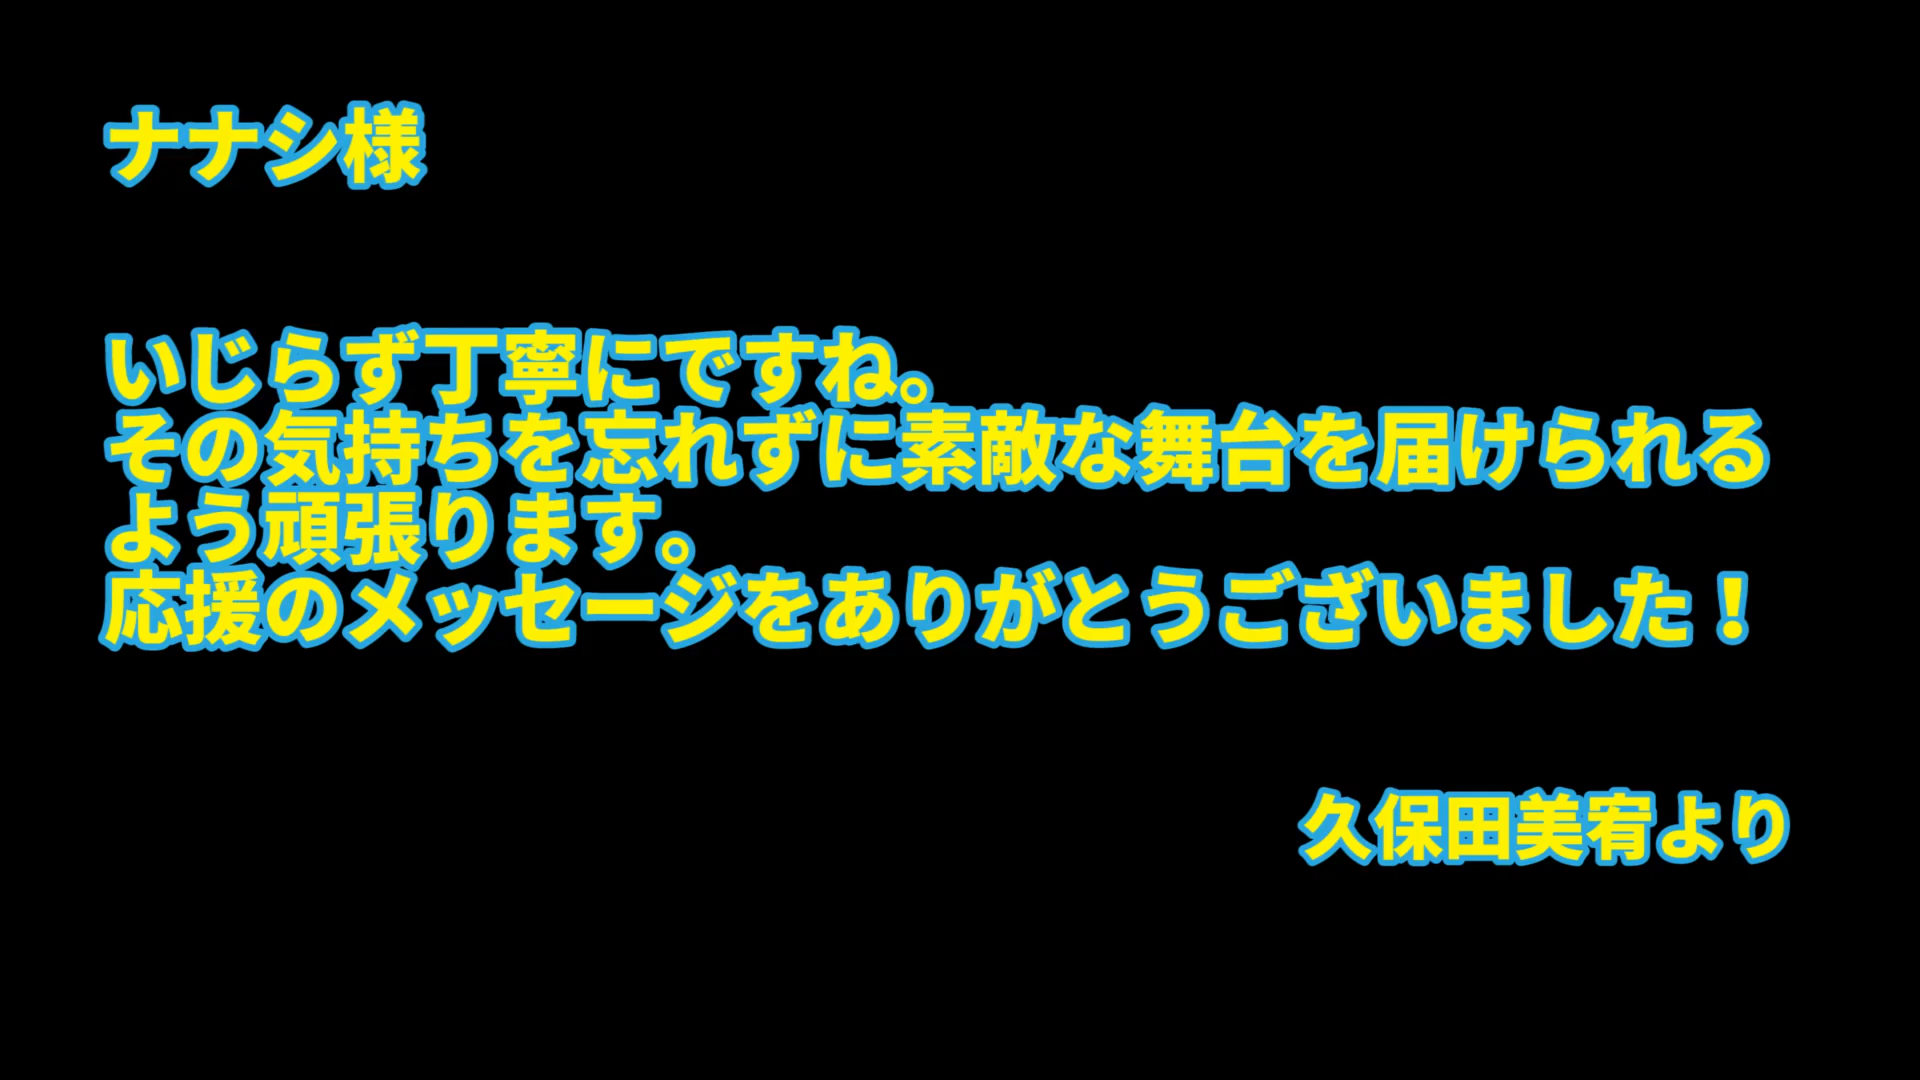 ナナシ様
いじらず丁寧にですね。
その気持ちを忘れずに素敵な舞台を届けられる
よう頑張ります。
応援のメッセージをありがとうございました！
久保田美宥より